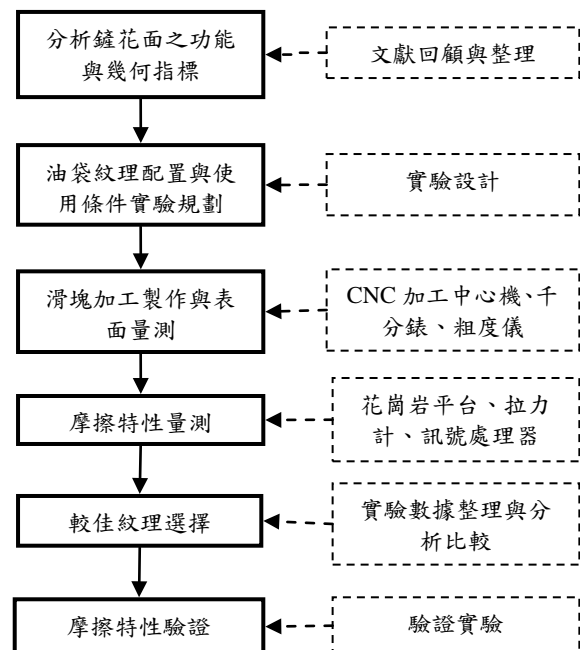 分析鏟花面之功能
與幾何指標
文獻回顧與整理
油袋紋理配置與使
用條件實驗規劃
實驗設計
滑塊加工製作與表
面量測
CNC 加工中心機、千
分錶、粗度儀
摩擦特性量測
花崗岩平台、拉力
計、訊號處理器
較佳紋理選擇
實驗數據整理與分
析比較
摩擦特性驗證
驗證實驗